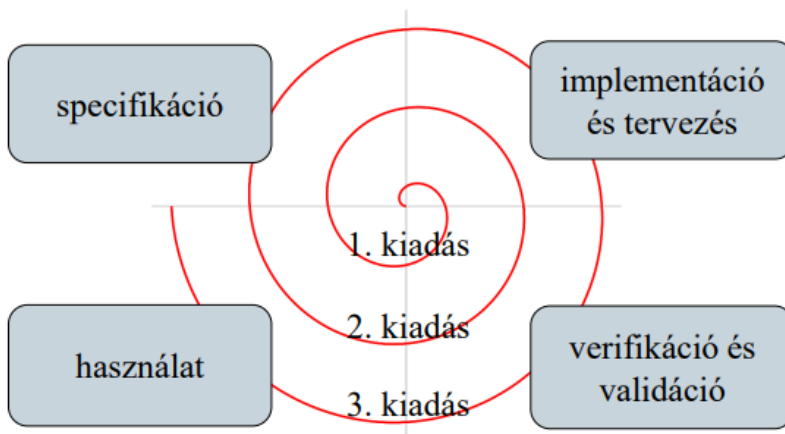 specifikáció
implementáció
és tervezés
1. kiadás
2. kiadás
3. kiadás
használat
verifikáció és
validáció